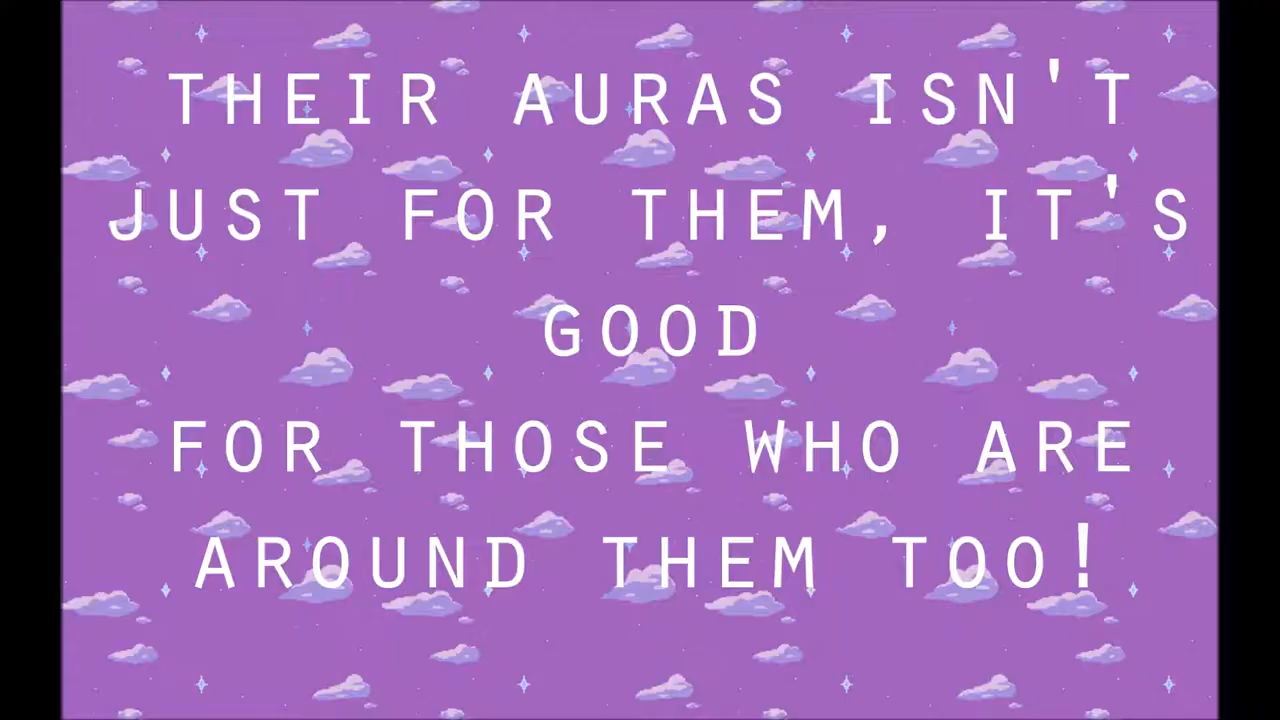 THEIR AURAS ISN'T
JUST FOR THEM, IT'S
GOOD
FOR THOSE WHO ARE
AROUND THEM TOO!